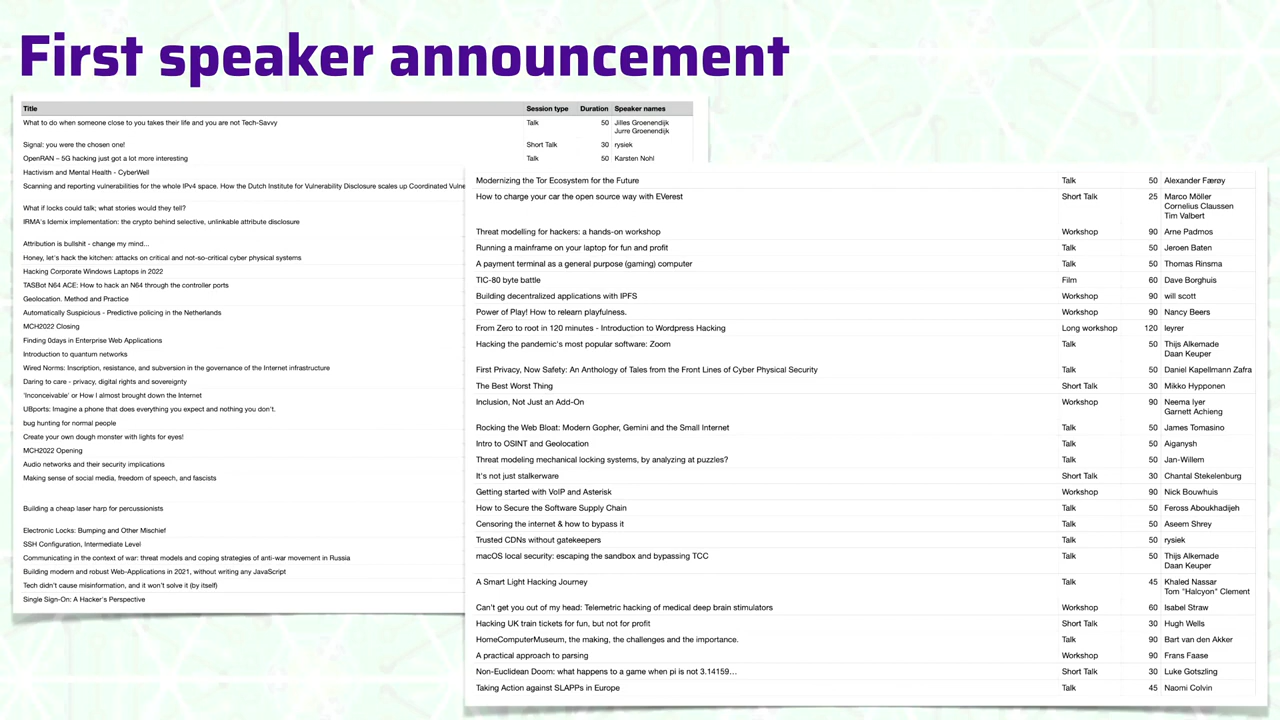 First speaker announcement
Title Session type Duration Speaker names
What to do when someone close to you takes their life and you are not Tech-Savvy Talk 50 Jilles Groenendijk
Jurre Groenendijk
Signal: you were the chosen one! Short Talk 30 rysiek
OpenRAN – 5G hacking just got a lot more interesting Talk 50 Karsten Nohl
Hactivism and Mental Health - CyberWell
Scanning and reporting vulnerabilities for the whole IPv4 space. How the Dutch Institute for Vulnerability Disclosure scales up Coordinated Vulne
What if locks could talk; what stories would they tell?
IRMA's Idemix implementation: the crypto behind selective, unlinkable attribute disclosure
Attribution is bullshit - change my mind...
Honey, let's hack the kitchen: attacks on critical and not-so-critical cyber physical systems
Hacking Corporate Windows Laptops in 2022
TASBot N64 ACE: How to hack an N64 through the controller ports
Geolocation. Method and Practice
Automatically Suspicious - Predictive policing in the Netherlands
MCH2022 Closing
Finding 0days in Enterprise Web Applications
Introduction to quantum networks
Wired Norms: Inscription, resistance, and subversion in the governance of the Internet infrastructure
Daring to care - privacy, digital rights and sovereignty
'Inconceivable' or How I almost brought down the Internet
UBports: Imagine a phone that does everything you expect and nothing you don't.
bug hunting for normal people
Create your own dough monster with lights for eyes!
MCH2022 Opening
Audio networks and their security implications
Making sense of social media, freedom of speech, and fascists
Building a cheap laser harp for percussionists
Electronic Locks: Bumping and Other Mischief
SSH Configuration, Intermediate Level
Communicating in the context of war: threat models and coping strategies of anti-war movement in Russia
Building modern and robust Web-Applications in 2021, without writing any JavaScript
Tech didn't cause misinformation, and it won't solve it (by itself)
Single Sign-On: A Hacker's Perspective
Modernizing the Tor Ecosystem for the Future Talk 50 Alexander Færøy
How to charge your car the open source way with EVerest Short Talk 25 Marco Möller
Cornelius Claussen
Tim Valbert
Threat modelling for hackers: a hands-on workshop Workshop 90 Arne Padmos
Running a mainframe on your laptop for fun and profit Talk 50 Jeroen Baten
A payment terminal as a general purpose (gaming) computer Talk 50 Thomas Rinsma
TIC-80 byte battle Film 60 Dave Borghuis
Building decentralized applications with IPFS Workshop 90 will scott
Power of Play! How to relearn playfulness. Workshop 90 Nancy Beers
From Zero to root in 120 minutes - Introduction to Wordpress Hacking Long workshop 120 leyrer
Hacking the pandemic's most popular software: Zoom Talk 50 Thijs Alkemade
Daan Keuper
First Privacy, Now Safety: An Anthology of Tales from the Front Lines of Cyber Physical Security Talk 50 Daniel Kapellmann Zafra
The Best Worst Thing Short Talk 30 Mikko Hypponen
Inclusion, Not Just an Add-On Workshop 90 Neema Iyer
Garnett Achieng
Rocking the Web Bloat: Modern Gopher, Gemini and the Small Internet Talk 50 James Tomasino
Intro to OSINT and Geolocation Talk 50 Aiganysh
Threat modeling mechanical locking systems, by analyzing at puzzles? Talk 50 Jan-Willem
It's not just stalkerware Short Talk 30 Chantal Stekelenburg
Getting started with VoIP and Asterisk Workshop 90 Nick Bouwhuis
How to Secure the Software Supply Chain Talk 50 Feross Aboukhadijeh
Censoring the internet & how to bypass it Talk 50 Aseem Shrey
Trusted CDNs without gatekeepers Talk 50 rysiek
macOS local security: escaping the sandbox and bypassing TCC Talk 50 Thijs Alkemade
Daan Keuper
A Smart Light Hacking Journey Talk 45 Khaled Nassar
Tom "Halcyon" Clement
Can't get you out of my head: Telemetric hacking of medical deep brain stimulators Workshop 60 Isabel Straw
Hacking UK train tickets for fun, but not for profit Short Talk 30 Hugh Wells
HomeComputerMuseum, the making, the challenges and the importance. Talk 90 Bart van den Akker
A practical approach to parsing Workshop 90 Frans Faase
Non-Euclidean Doom: what happens to a game when pi is not 3.14159… Short Talk 30 Luke Gotszling
Taking Action against SLAPPs in Europe Talk 45 Naomi Colvin